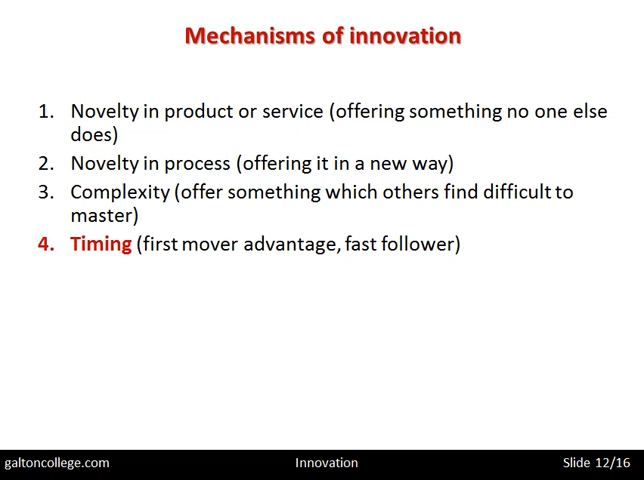 Mechanisms of innovation
1. Novelty in product or service (offering something no one else
does)
2. Novelty in process (offering it in a new way)
3. Complexity (offer something which others find difficult to
master)
4. Timing (first mover advantage, fast follower)
galtoncollege.com Innovation Slide 12/16